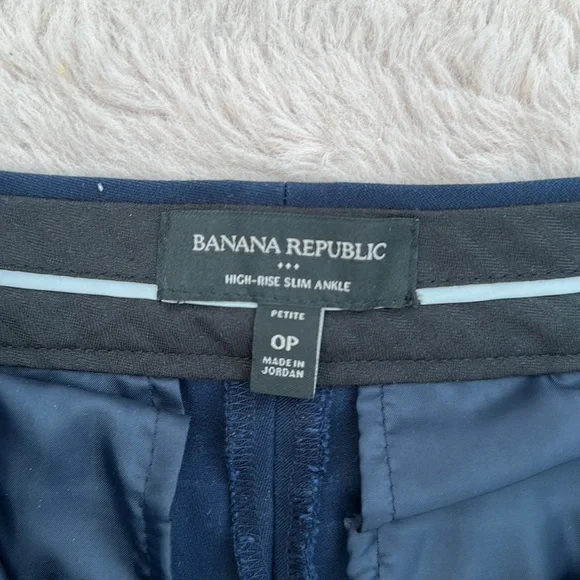 BANANA REPUBLIC
HIGH-RISE SLIM ANKLE
PETITE
0P
MADE IN
JORDAN